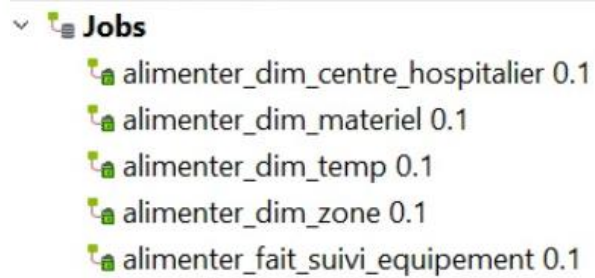 Jobs
alimenter_dim_centre_hospitalier 0.1
alimenter_dim_materiel 0.1
alimenter_dim_temp 0.1
alimenter_dim_zone 0.1
alimenter_fait_suivi_equipement 0.1